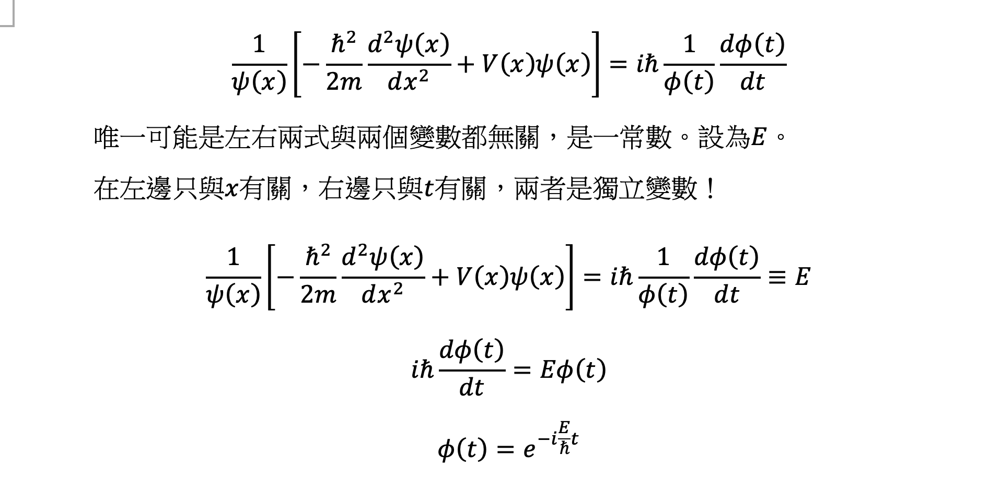 $$\frac{1}{\psi(x)}\left[-\frac{\hbar^2}{2m}\frac{d^2\psi(x)}{dx^2}+V(x)\psi(x)\right]=i\hbar\frac{1}{\phi(t)}\frac{d\phi(t)}{dt}$$
唯一可能是左右兩式與兩個變數都無關，是一常數。設為E。
在左邊只與x有關，右邊只與t有關，兩者是獨立變數！
$$\frac{1}{\psi(x)}\left[-\frac{\hbar^2}{2m}\frac{d^2\psi(x)}{dx^2}+V(x)\psi(x)\right]=i\hbar\frac{1}{\phi(t)}\frac{d\phi(t)}{dt}\equiv E$$
$$i\hbar\frac{d\phi(t)}{dt}=E\phi(t)$$
$$\phi(t)=e^{-i\frac{E}{\hbar}t}$$